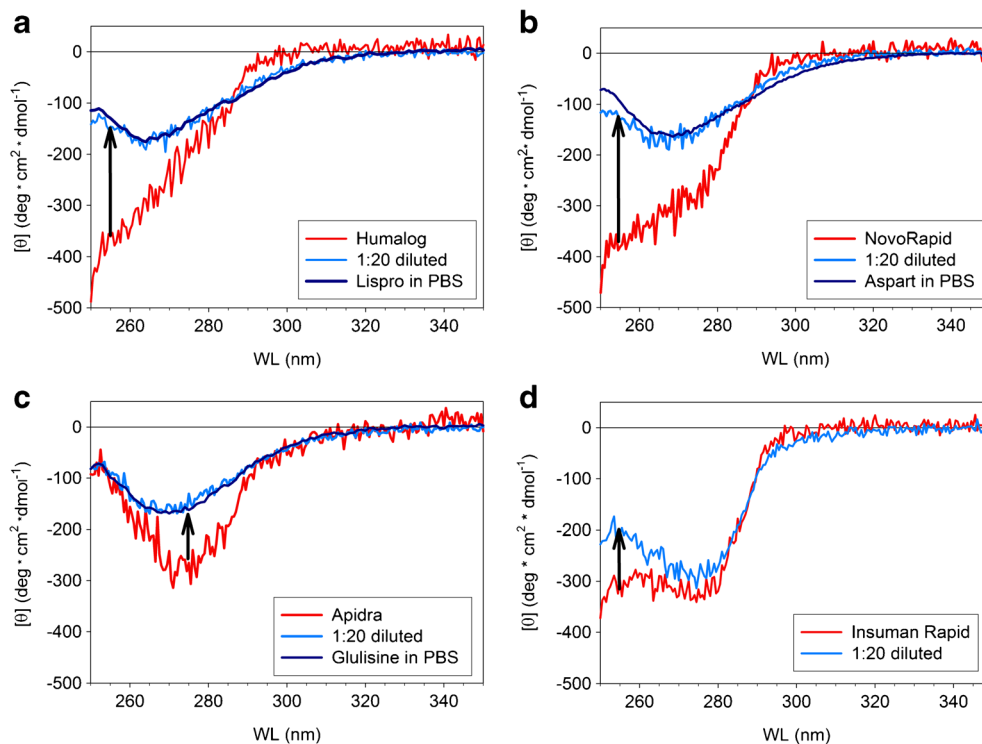 a
0
-100
-200
-300
-400
-500
260
280
300
320
340
[θ] (deg * cm² * dmol⁻¹)
WL (nm)
Humalog
1:20 diluted
Lispro in PBS
b
0
-100
-200
-300
-400
-500
260
280
300
320
340
[θ] (deg * cm² * dmol⁻¹)
WL (nm)
NovoRapid
1:20 diluted
Aspart in PBS
c
0
-100
-200
-300
-400
-500
260
280
300
320
340
[θ] (deg * cm² * dmol⁻¹)
WL (nm)
Apidra
1:20 diluted
Glulisine in PBS
d
0
-100
-200
-300
-400
-500
260
280
300
320
340
[θ] (deg * cm² * dmol⁻¹)
WL (nm)
Insuman Rapid
1:20 diluted